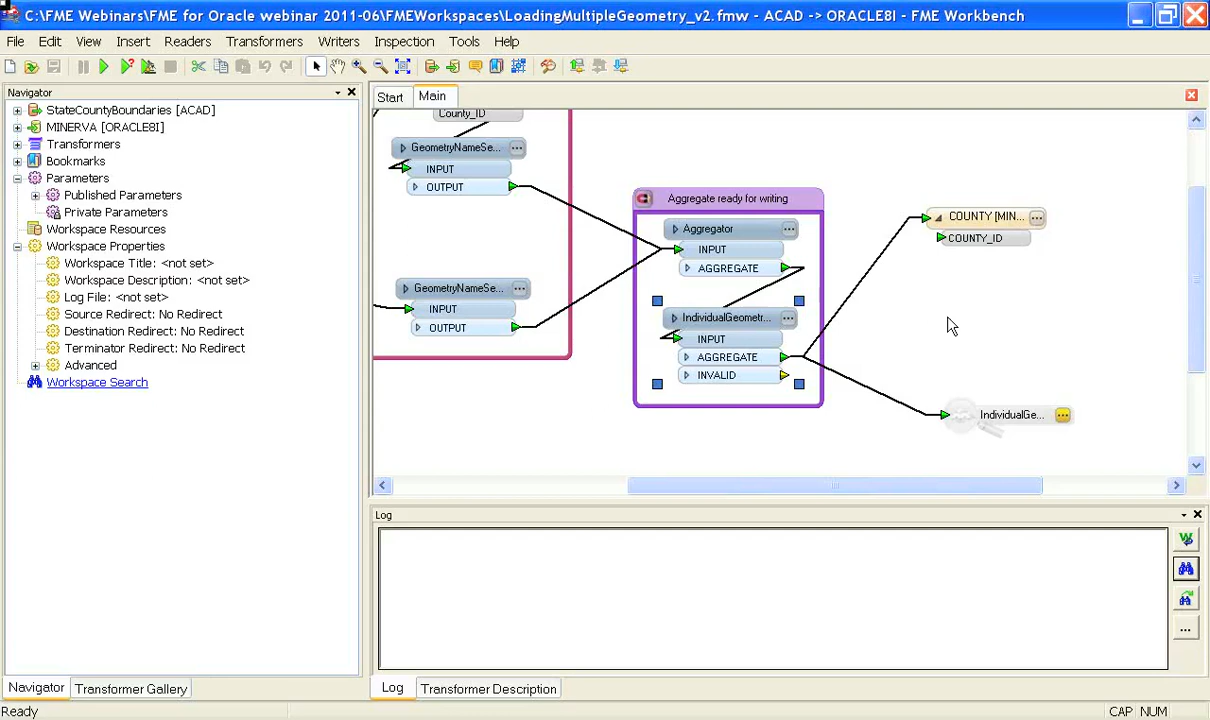 C:\FME Webinars\FME for Oracle webinar 2011-06\FMEWorkspaces\LoadingMultipleGeometry_v2.fmw - ACAD -> ORACLE8I - FME Workbench
File Edit View Insert Readers Transformers Writers Inspection Tools Help
Navigator
StateCountyBoundaries [ACAD]
MINERVA [ORACLE8I]
Transformers
Bookmarks
Parameters
Published Parameters
Private Parameters
Workspace Resources
Workspace Properties
Workspace Title: <not set>
Workspace Description: <not set>
Log File: <not set>
Source Redirect: No Redirect
Destination Redirect: No Redirect
Terminator Redirect: No Redirect
Advanced
Workspace Search
Navigator Transformer Gallery
Start Main
County_ID
GeometryNameSe...
INPUT
OUTPUT
GeometryNameSe...
INPUT
OUTPUT
Aggregate ready for writing
Aggregator
INPUT
AGGREGATE
IndividualGeometr...
INPUT
AGGREGATE
INVALID
COUNTY [MIN...
COUNTY_ID
IndividualGe...
Log
Log Transformer Description
Ready
CAP NUM